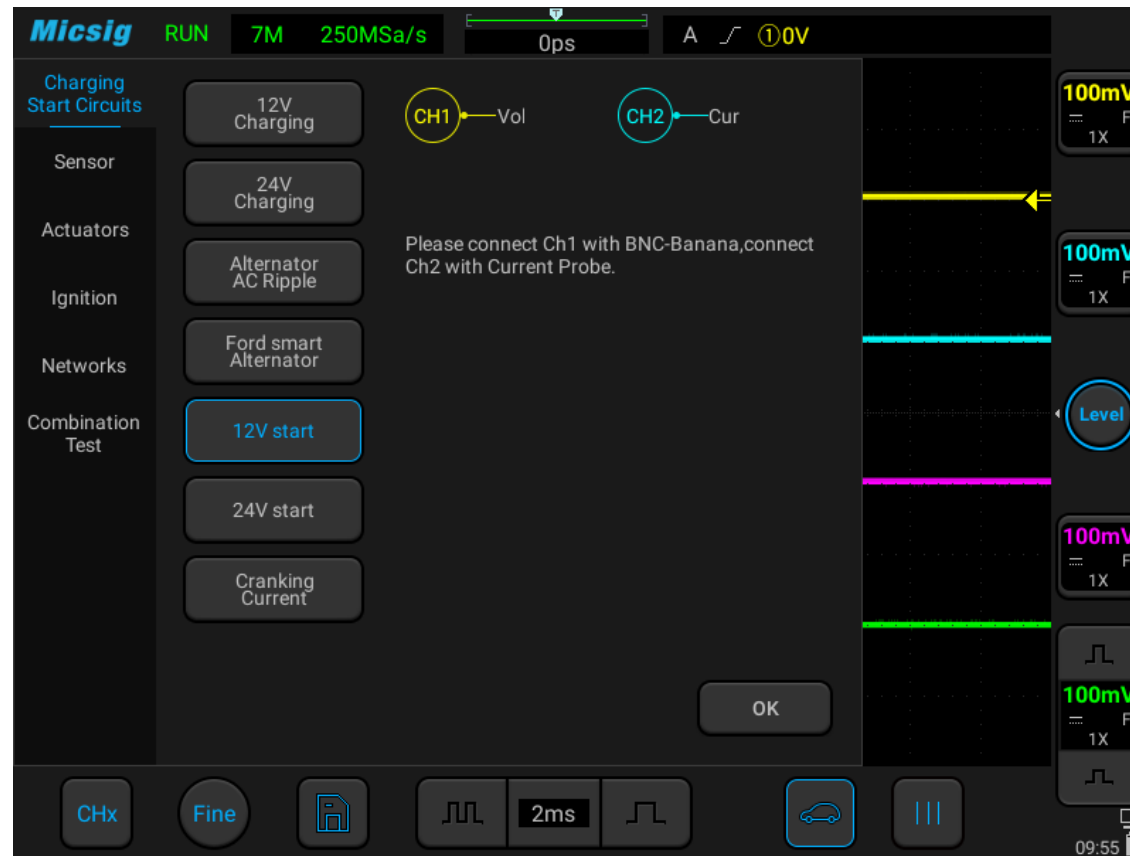 Micsig RUN 7M 250MSa/s T 0ps A ①0V
Charging
Start Circuits
Sensor
Actuators
Ignition
Networks
Combination
Test
12V
Charging
24V
Charging
Alternator
AC Ripple
Ford smart
Alternator
12V start
24V start
Cranking
Current
CH1 Vol CH2 Cur
Please connect Ch1 with BNC-Banana,connect
Ch2 with Current Probe.
OK
100mV
F
1X
100mV
F
1X
Level
100mV
F
1X
100mV
F
1X
CHx Fine 2ms
09:55